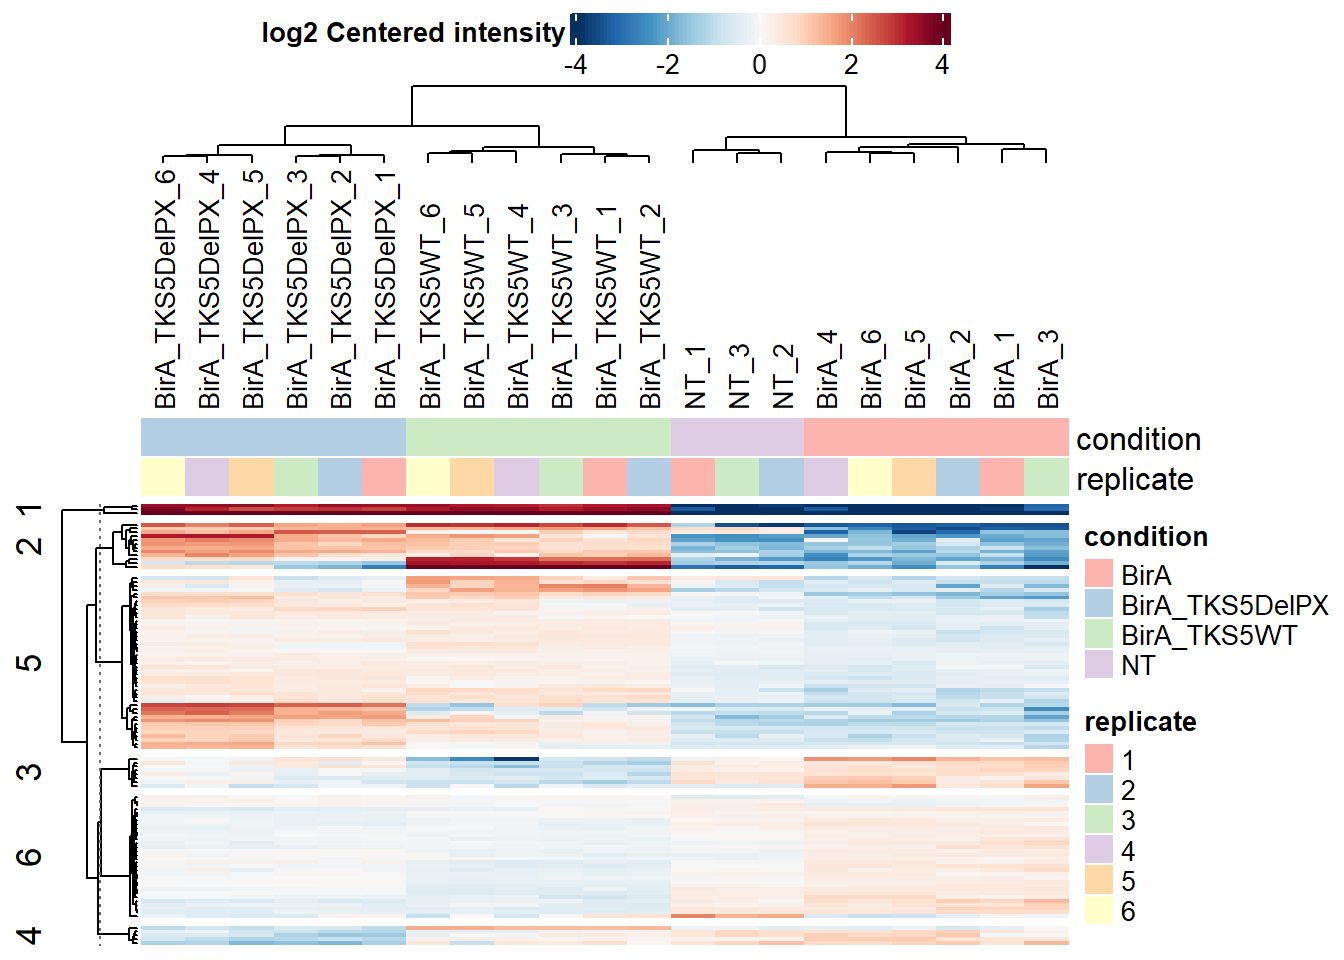 log2 Centered intensity
-4 -2 0 2 4
BirA_TKS5DelPX_6
BirA_TKS5DelPX_4
BirA_TKS5DelPX_5
BirA_TKS5DelPX_3
BirA_TKS5DelPX_2
BirA_TKS5DelPX_1
BirA_TKS5WT_6
BirA_TKS5WT_5
BirA_TKS5WT_4
BirA_TKS5WT_3
BirA_TKS5WT_1
BirA_TKS5WT_2
NT_1
NT_3
NT_2
BirA_4
BirA_6
BirA_5
BirA_2
BirA_1
BirA_3
condition
replicate
1
2
5
3
6
4
condition
BirA
BirA_TKS5DelPX
BirA_TKS5WT
NT
replicate
1
2
3
4
5
6